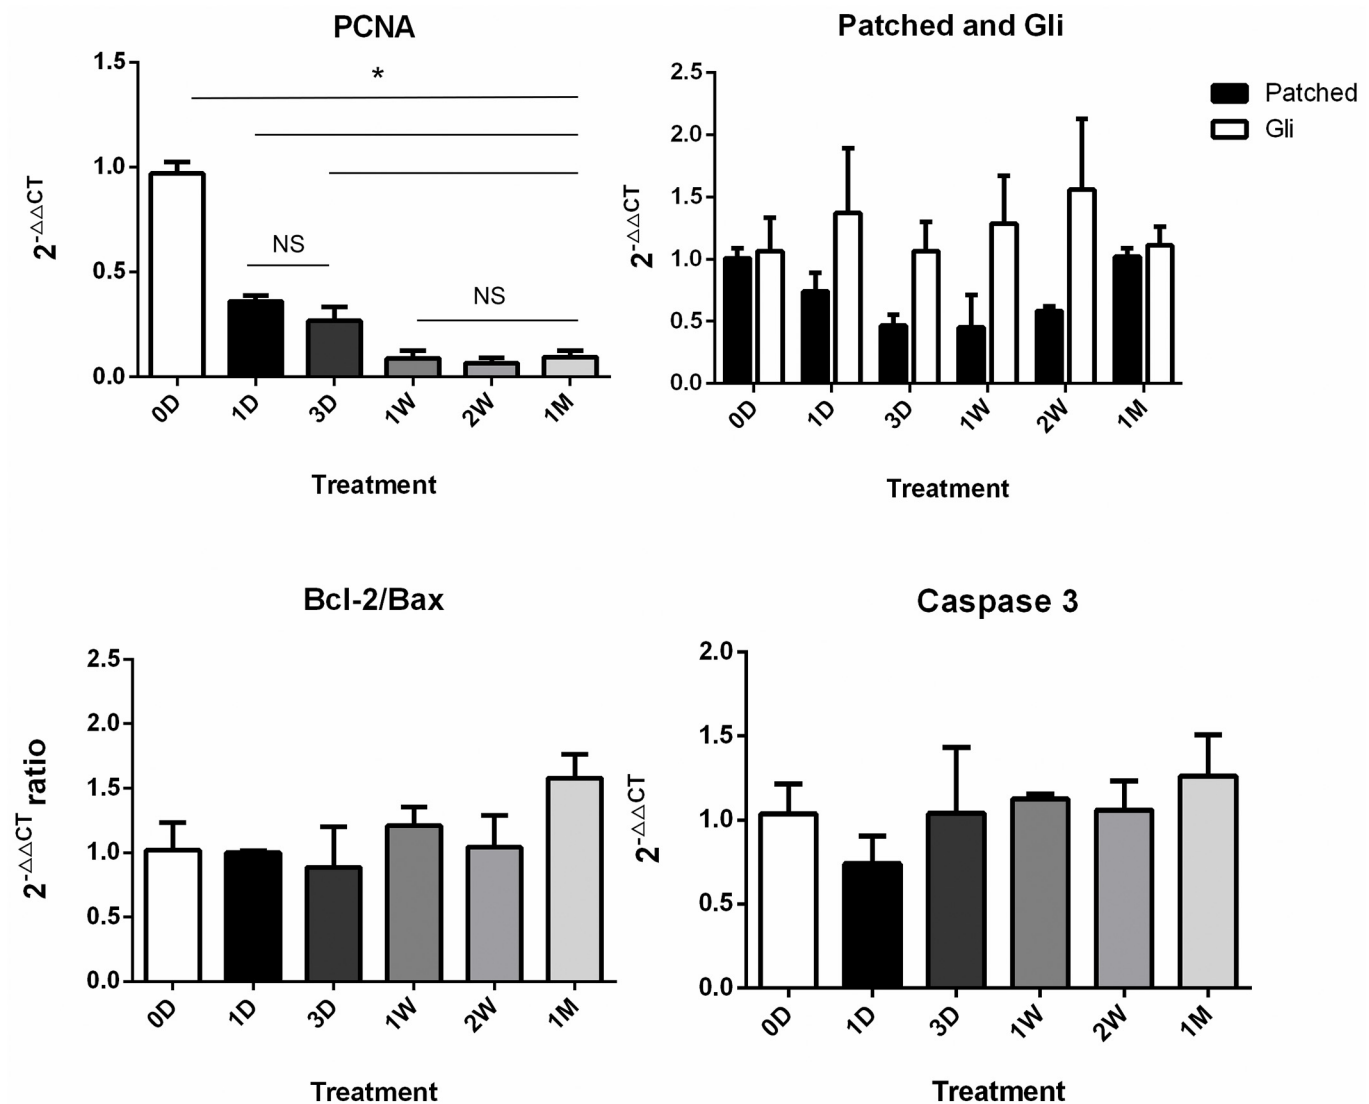 PCNA
1.5
1.0
0.5
0.0
2-△△CT
*
NS
NS
0D 1D 3D 1W 2W 1M
Treatment
Patched and Gli
2.5
2.0
1.5
1.0
0.5
0.0
2-△△CT
Patched
Gli
0D 1D 3D 1W 2W 1M
Treatment
Bcl-2/Bax
2.5
2.0
1.5
1.0
0.5
0.0
2-△△CT ratio
0D 1D 3D 1W 2W 1M
Treatment
Caspase 3
2.0
1.5
1.0
0.5
0.0
2-△△CT
0D 1D 3D 1W 2W 1M
Treatment